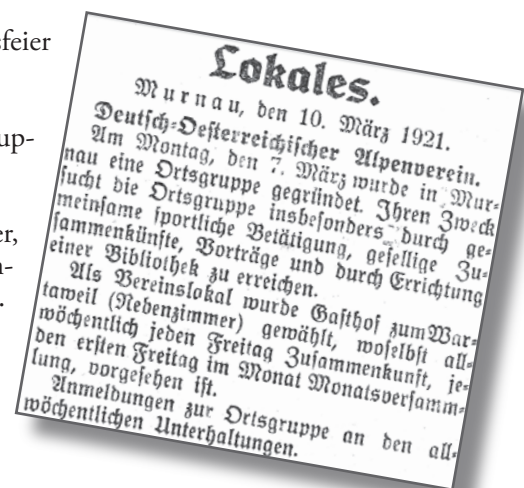 sfeier
up-
er,
n-
.
Lokales.
Murnau, den 10. März 1921.
Deutsch-Oesterreichischer Alpenverein.
Am Montag, den 7. März wurde in Mur-
nau eine Ortsgruppe gegründet. Ihren Zweck
sucht die Ortsgruppe insbesonders durch ge-
meinsame sportliche Betätigung, gesellige Zu-
sammenkünfte, Vorträge und durch Errichtung
einer Bibliothek zu erreichen.
Als Vereinslokal wurde Gasthof zum War-
taweil (Nebenzimmer) gewählt, woselbst all-
wöchentlich jeden Freitag Zusammenkunft, je-
den ersten Freitag im Monat Monatsversamm-
lung, vorgesehen ist.
Anmeldungen zur Ortsgruppe an den all-
wöchentlichen Unterhaltungen.